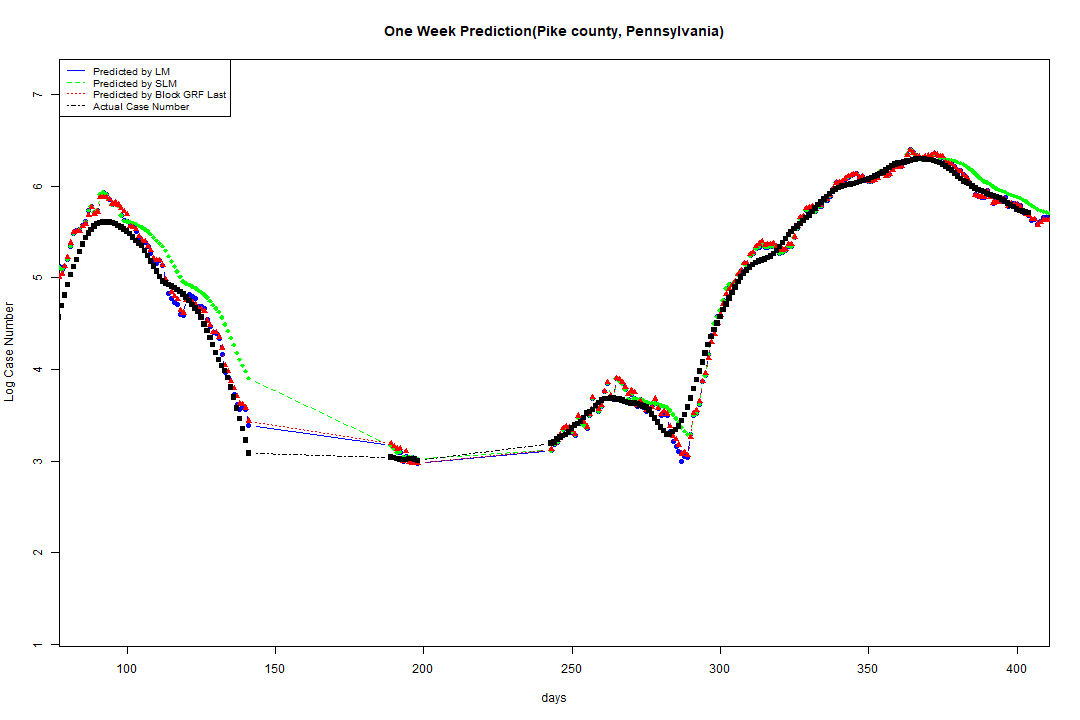 One Week Prediction(Pike county, Pennsylvania)
Predicted by LM
Predicted by SLM
Predicted by Block GRF Last
Actual Case Number
7
6
5
4
3
2
1
Log Case Number
100 150 200 250 300 350 400
days